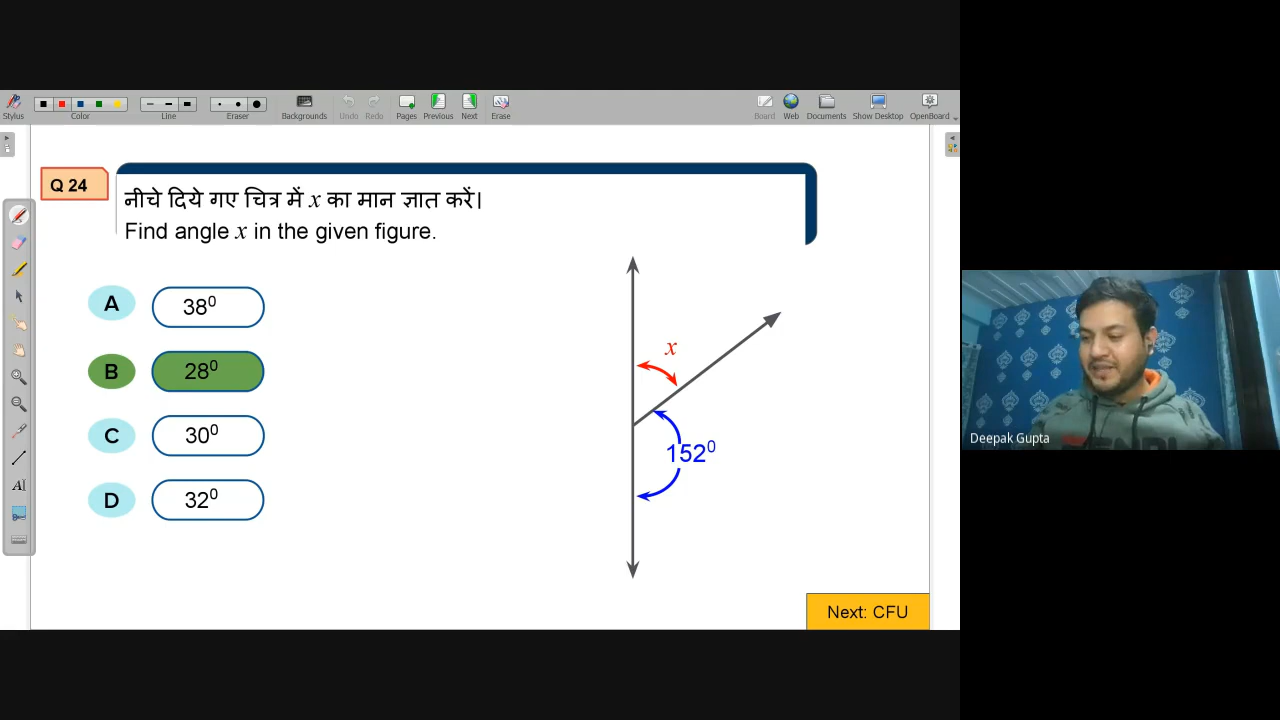 Stylus
Color
Line
Eraser
Backgrounds
Undo
Redo
Pages
Previous
Next
Erase
Board
Web
Documents
Show Desktop
OpenBoard
Q 24
नीचे दिये गए चित्र में x का मान ज्ञात करें।
Find angle x in the given figure.
A 38⁰
B 28⁰
C 30⁰
D 32⁰
x
152⁰
Next: CFU
Deepak Gupta